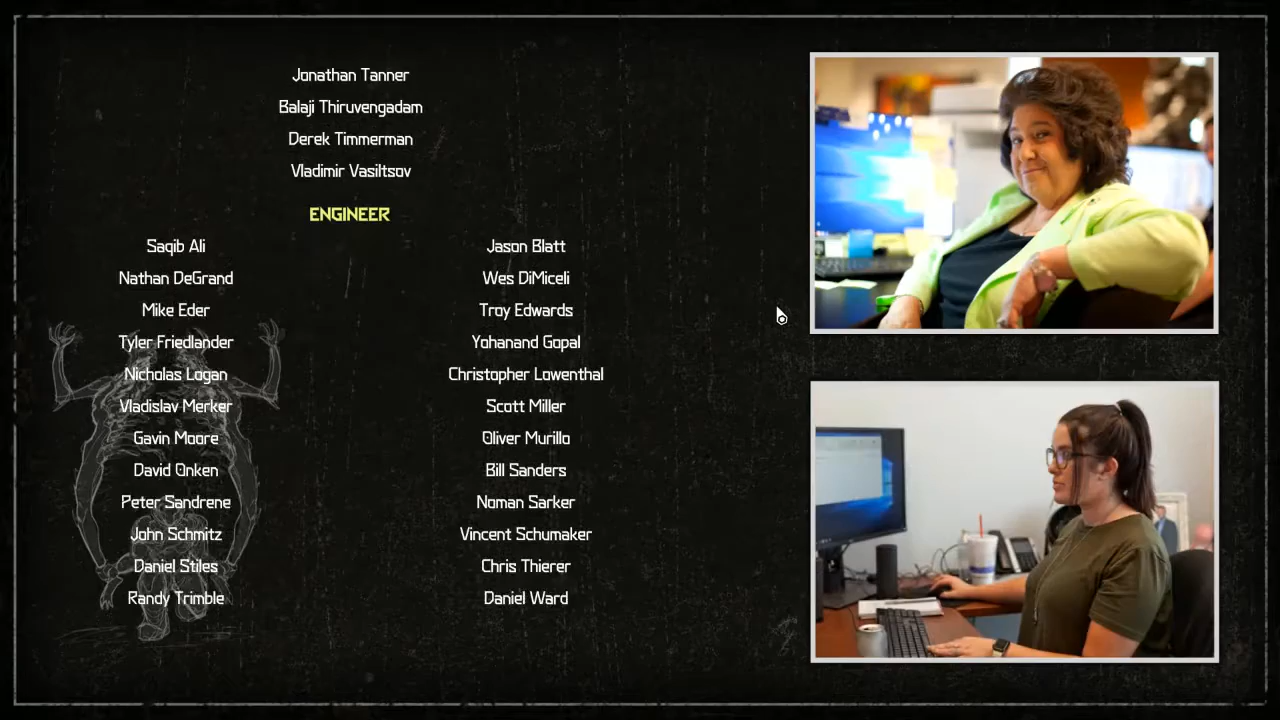 Jonathan Tanner
Balaji Thiruvengadam
Derek Timmerman
Vladimir Vasiltsov
ENGINEER
Saqib Ali
Jason Blatt
Nathan DeGrand
Wes DiMiceli
Mike Eder
Troy Edwards
Tyler Friedlander
Yohanand Gopal
Nicholas Logan
Christopher Lowenthal
Vladislav Merker
Scott Miller
Gavin Moore
Oliver Murillo
David Onken
Bill Sanders
Peter Sandrene
Noman Sarker
John Schmitz
Vincent Schumaker
Daniel Stiles
Chris Thierer
Randy Trimble
Daniel Ward